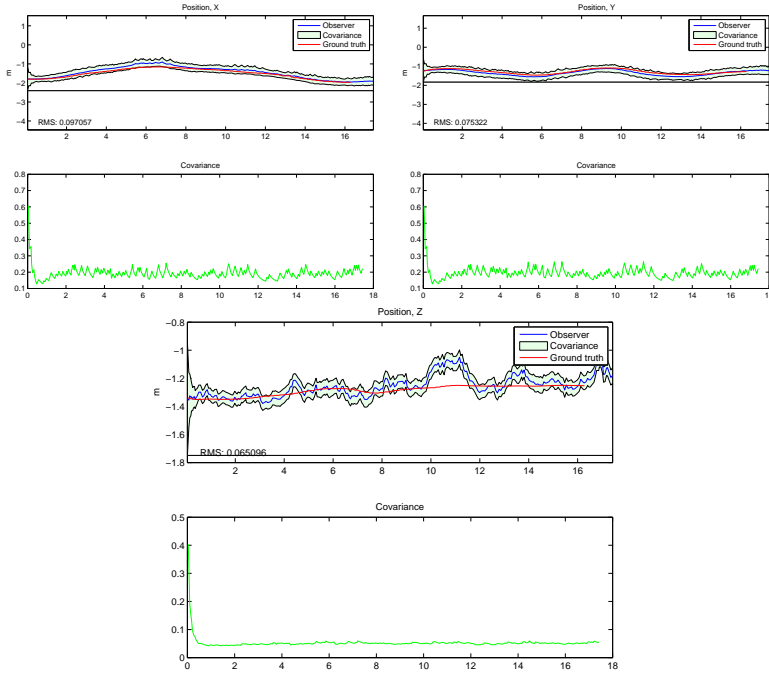 Position, X
Observer
Covariance
Ground truth
m
1
0
−1
−2
−3
−4
RMS: 0.097057
2 4 6 8 10 12 14 16
Position, Y
Observer
Covariance
Ground truth
m
1
0
−1
−2
−3
−4
RMS: 0.075322
2 4 6 8 10 12 14 16
Covariance
0.8
0.7
0.6
0.5
0.4
0.3
0.2
0.1
0 2 4 6 8 10 12 14 16 18
Covariance
0.8
0.7
0.6
0.5
0.4
0.3
0.2
0.1
0 2 4 6 8 10 12 14 16
Position, Z
Observer
Covariance
Ground truth
m
−0.8
−1
−1.2
−1.4
−1.6
−1.8
RMS: 0.065096
2 4 6 8 10 12 14 16
Covariance
0.5
0.4
0.3
0.2
0.1
0
0 2 4 6 8 10 12 14 16 18